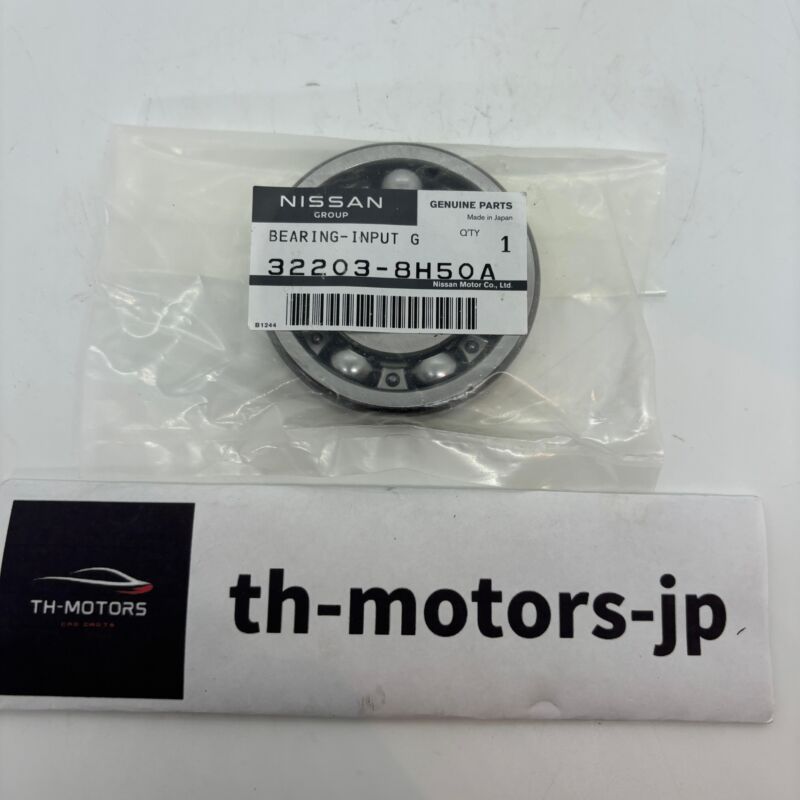 NISSAN
GROUP
GENUINE PARTS
Made in Japan
BEARING-INPUT G
Q'TY
1
32203-8H50A
Nissan Motor Co., Ltd.
B1244
TH-MOTORS
th-motors-jp